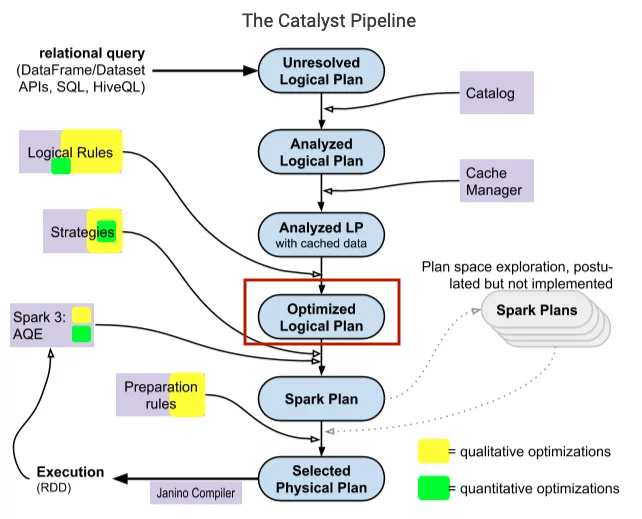 The Catalyst Pipeline
relational query
(DataFrame/Dataset
APIs, SQL, HiveQL)
Unresolved
Logical Plan
Catalog
Analyzed
Logical Plan
Logical Rules
Cache
Manager
Analyzed LP
with cached data
Strategies
Plan space exploration, postu-
lated but not implemented
Optimized
Logical Plan
Spark Plans
Spark 3:
AQE
Preparation
rules
Spark Plan
= qualitative optimizations
Execution
(RDD)
Janino Compiler
Selected
Physical Plan
= quantitative optimizations